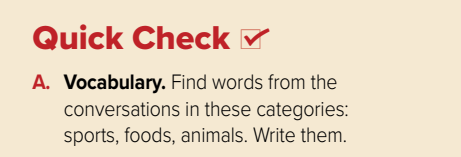 Quick Check
A. Vocabulary. Find words from the
conversations in these categories:
sports, foods, animals. Write them.